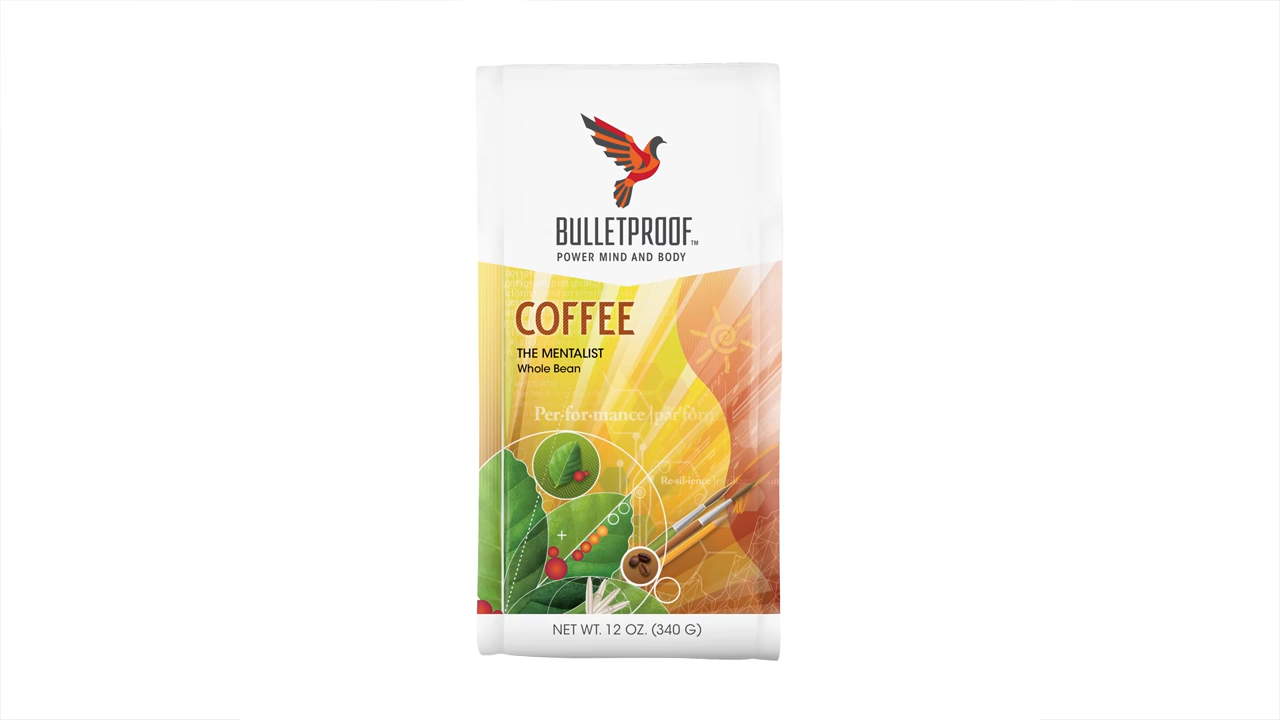 BULLETPROOF™
POWER MIND AND BODY
COFFEE
THE MENTALIST
Whole Bean
Per·for·mance
Re·sil·ience
NET WT. 12 OZ. (340 G)